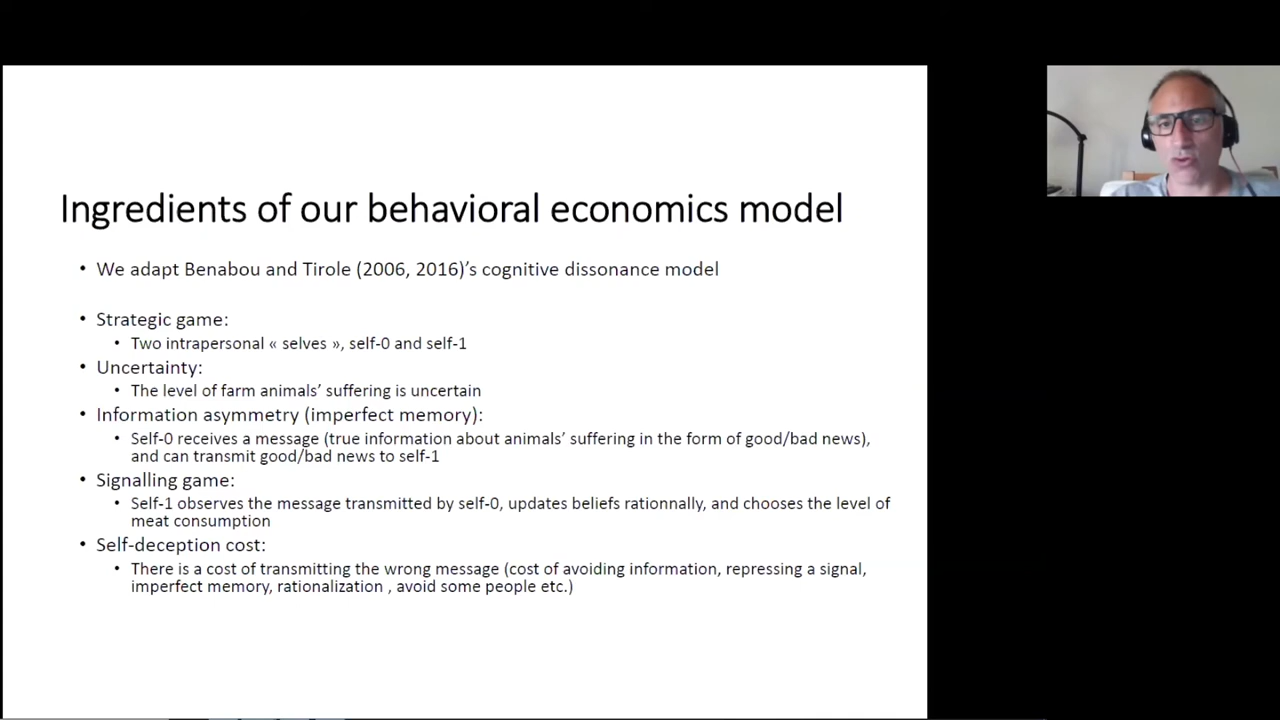 Ingredients of our behavioral economics model
• We adapt Benabou and Tirole (2006, 2016)'s cognitive dissonance model
• Strategic game:
• Two intrapersonal « selves », self-0 and self-1
• Uncertainty:
• The level of farm animals' suffering is uncertain
• Information asymmetry (imperfect memory):
• Self-0 receives a message (true information about animals' suffering in the form of good/bad news),
and can transmit good/bad news to self-1
• Signalling game:
• Self-1 observes the message transmitted by self-0, updates beliefs rationnally, and chooses the level of
meat consumption
• Self-deception cost:
• There is a cost of transmitting the wrong message (cost of avoiding information, repressing a signal,
imperfect memory, rationalization , avoid some people etc.)